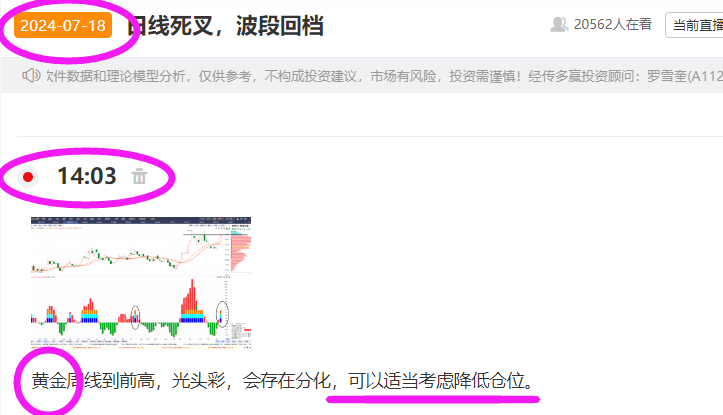 2024-07-18 日线死叉，波段回档
20562人在看
当前直播
软件数据和理论模型分析，仅供参考，不构成投资建议，市场有风险，投资需谨慎！经传多赢投资顾问：罗雪奎(A112
14:03
黄金周线到前高，光头彩，会存在分化，可以适当考虑降低仓位。